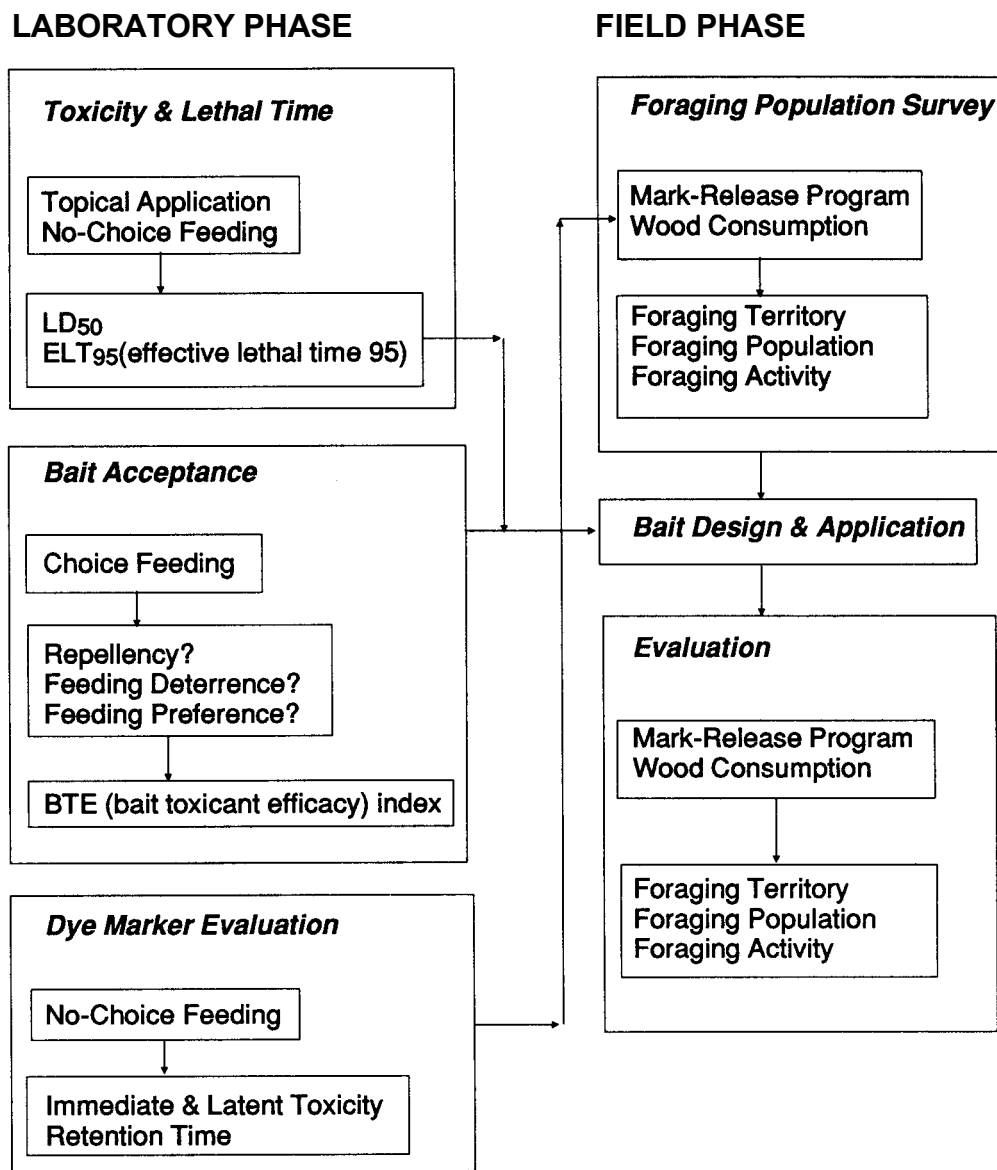 LABORATORY PHASE
Toxicity & Lethal Time
Topical Application
No-Choice Feeding
LD50
ELT95(effective lethal time 95)
Bait Acceptance
Choice Feeding
Repellency?
Feeding Deterrence?
Feeding Preference?
BTE (bait toxicant efficacy) index
Dye Marker Evaluation
No-Choice Feeding
Immediate & Latent Toxicity
Retention Time
FIELD PHASE
Foraging Population Survey
Mark-Release Program
Wood Consumption
Foraging Territory
Foraging Population
Foraging Activity
Bait Design & Application
Evaluation
Mark-Release Program
Wood Consumption
Foraging Territory
Foraging Population
Foraging Activity